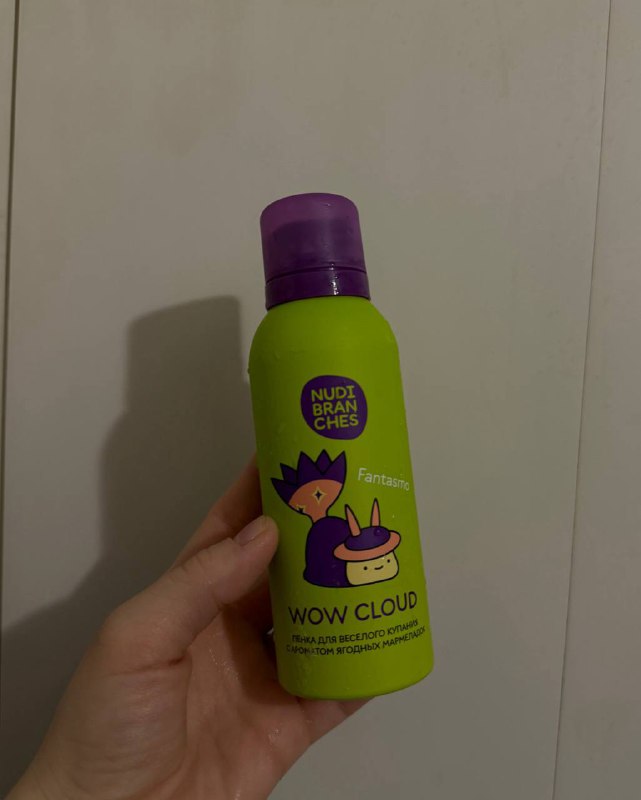 NUDI
BRAN
CHES
Fantasmo
WOW CLOUD
ПЕНКА ДЛЯ ВЕСЕЛОГО КУПАНИЯ
С АРОМАТОМ ЯГОДНЫХ МАРМЕЛАДОК